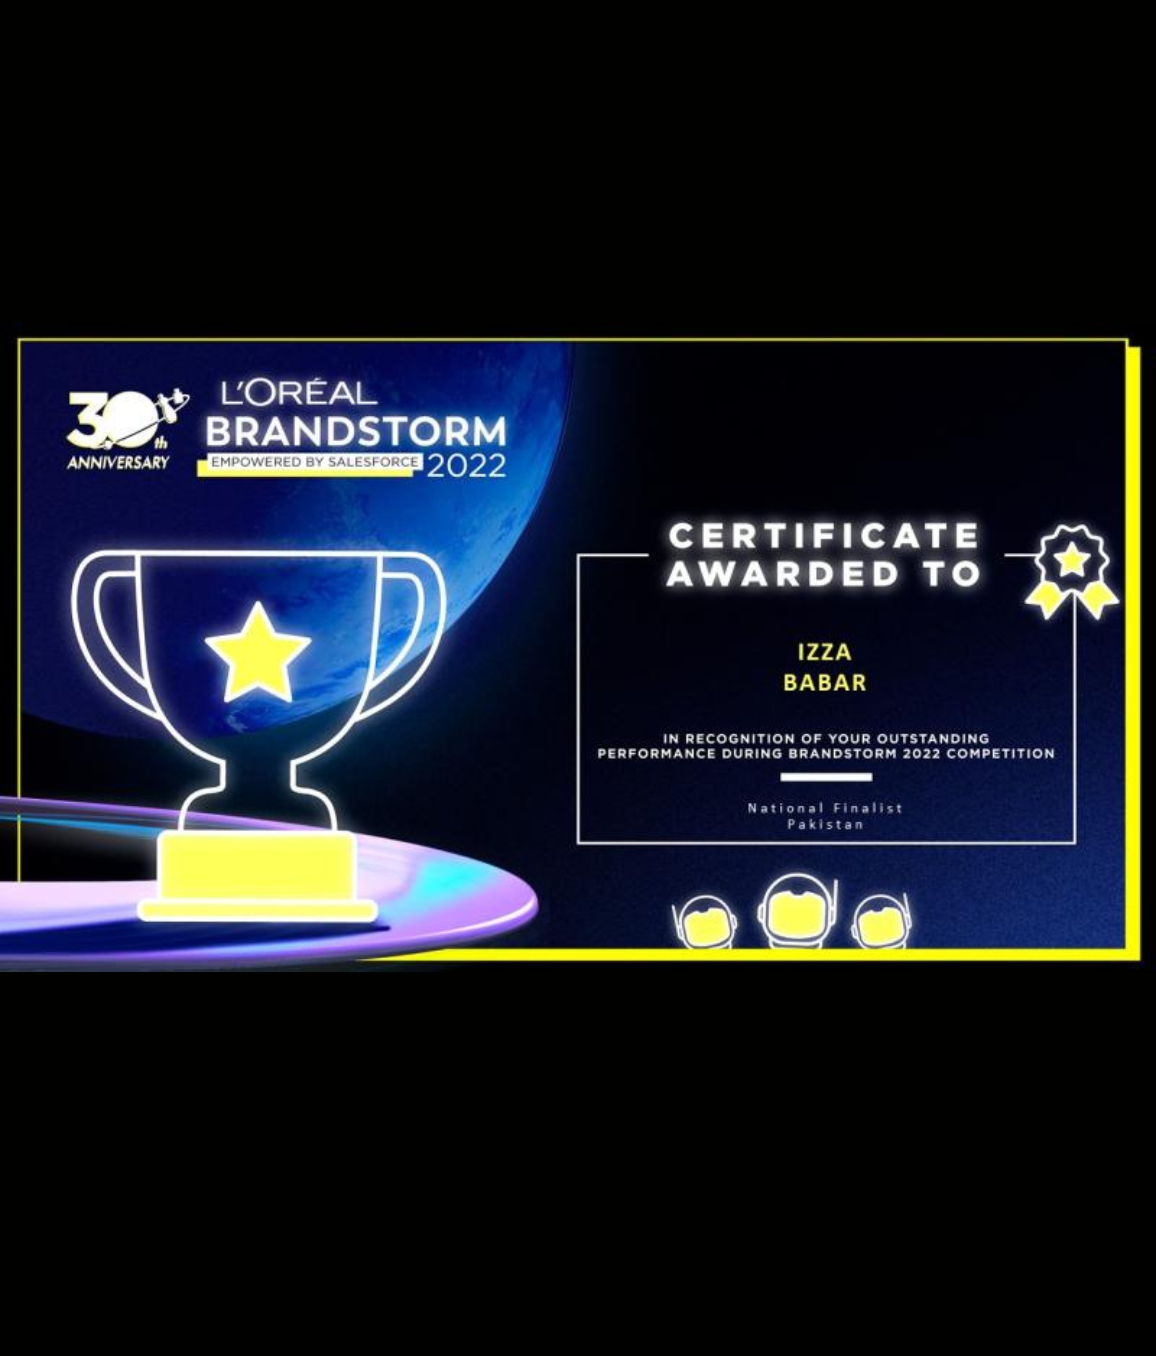 30th
ANNIVERSARY
L'ORÉAL
BRANDSTORM
EMPOWERED BY SALESFORCE 2022
CERTIFICATE
AWARDED TO
IZZA
BABAR
IN RECOGNITION OF YOUR OUTSTANDING
PERFORMANCE DURING BRANDSTORM 2022 COMPETITION
National Finalist
Pakistan